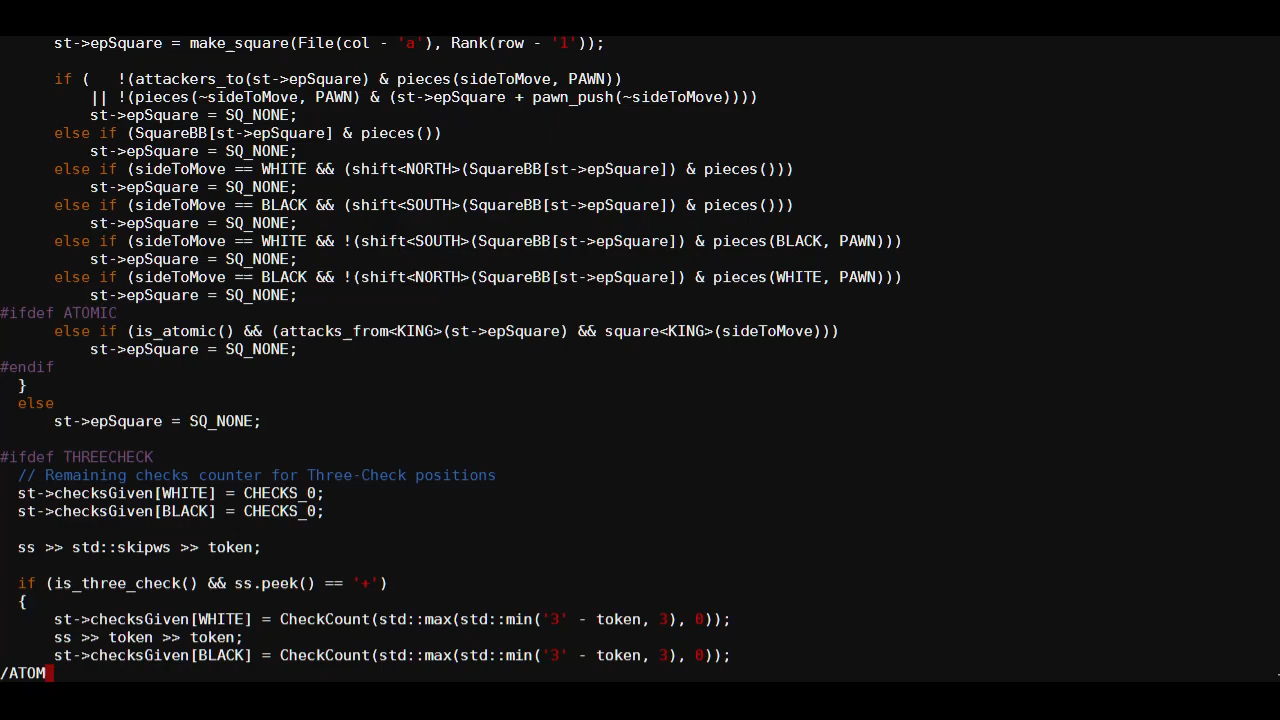 st->epSquare = make_square(File(col - 'a'), Rank(row - '1'));
      if (   !(attackers_to(st->epSquare) & pieces(sideToMove, PAWN))
          || !(pieces(~sideToMove, PAWN) & (st->epSquare + pawn_push(~sideToMove))))
          st->epSquare = SQ_NONE;
      else if (SquareBB[st->epSquare] & pieces())
          st->epSquare = SQ_NONE;
      else if (sideToMove == WHITE && (shift<NORTH>(SquareBB[st->epSquare]) & pieces()))
          st->epSquare = SQ_NONE;
      else if (sideToMove == BLACK && (shift<SOUTH>(SquareBB[st->epSquare]) & pieces()))
          st->epSquare = SQ_NONE;
      else if (sideToMove == WHITE && !(shift<SOUTH>(SquareBB[st->epSquare]) & pieces(BLACK, PAWN)))
          st->epSquare = SQ_NONE;
      else if (sideToMove == BLACK && !(shift<NORTH>(SquareBB[st->epSquare]) & pieces(WHITE, PAWN)))
          st->epSquare = SQ_NONE;
#ifdef ATOMIC
      else if (is_atomic() && (attacks_from<KING>(st->epSquare) && square<KING>(sideToMove)))
          st->epSquare = SQ_NONE;
#endif
  }
  else
      st->epSquare = SQ_NONE;
#ifdef THREECHECK
  // Remaining checks counter for Three-Check positions
  st->checksGiven[WHITE] = CHECKS_0;
  st->checksGiven[BLACK] = CHECKS_0;
  ss >> std::skipws >> token;
  if (is_three_check() && ss.peek() == '+')
  {
      st->checksGiven[WHITE] = CheckCount(std::max(std::min('3' - token, 3), 0));
      ss >> token >> token;
      st->checksGiven[BLACK] = CheckCount(std::max(std::min('3' - token, 3), 0));
/ATOM